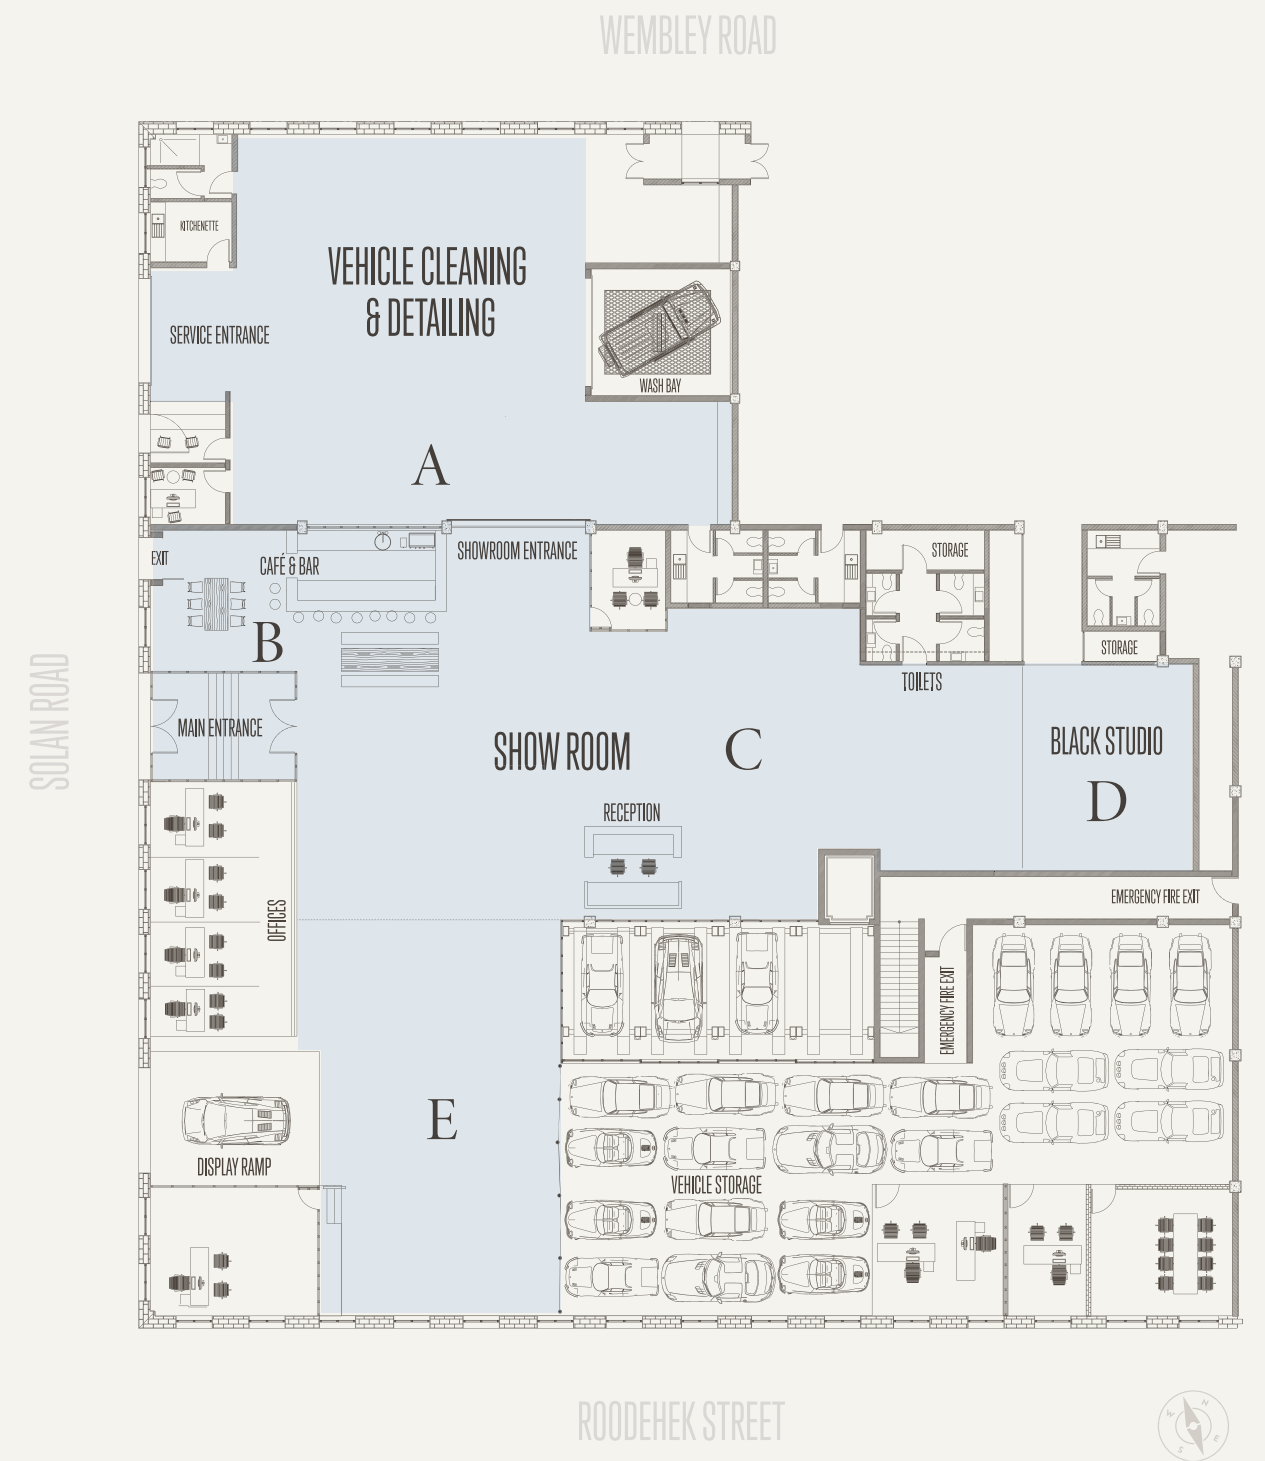 WEMBLEY ROAD
KITCHENETTE
VEHICLE CLEANING
& DETAILING
SERVICE ENTRANCE
WASH BAY
A
EXIT
CAFÉ & BAR
SHOWROOM ENTRANCE
STORAGE
B
STORAGE
TOILETS
SOLAN ROAD
MAIN ENTRANCE
SHOW ROOM
C
BLACK STUDIO
D
RECEPTION
OFFICES
EMERGENCY FIRE EXIT
EMERGENCY FIRE EXIT
E
DISPLAY RAMP
VEHICLE STORAGE
ROODEHEK STREET
N
W
E
S